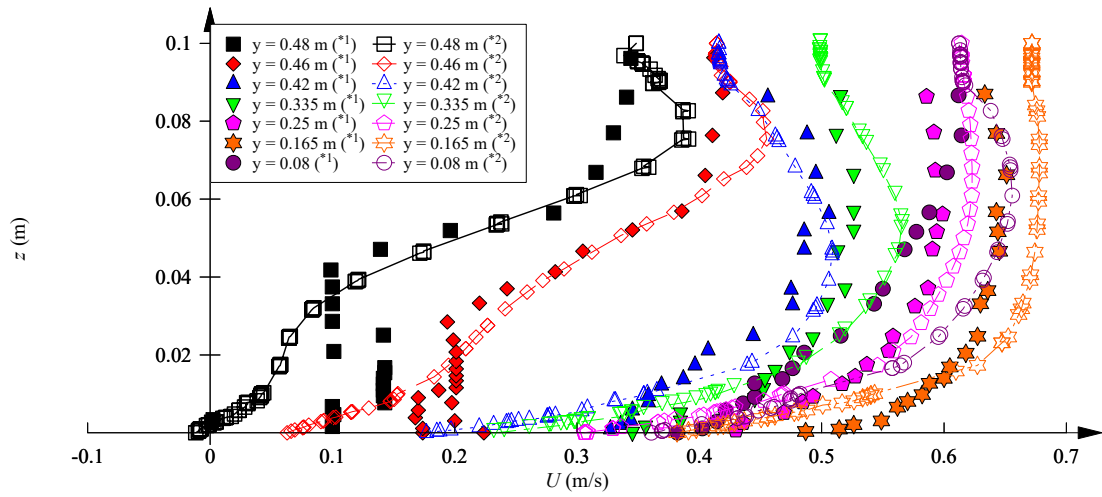 0.1
0.08
0.06
0.04
0.02
z (m)
y = 0.48 m (*1) y = 0.48 m (*2)
y = 0.46 m (*1) y = 0.46 m (*2)
y = 0.42 m (*1) y = 0.42 m (*2)
y = 0.335 m (*1) y = 0.335 m (*2)
y = 0.25 m (*1) y = 0.25 m (*2)
y = 0.165 m (*1) y = 0.165 m (*2)
y = 0.08 (*1) y = 0.08 m (*2)
-0.1 0 0.1 0.2 0.3 0.4 0.5 0.6 0.7
U (m/s)